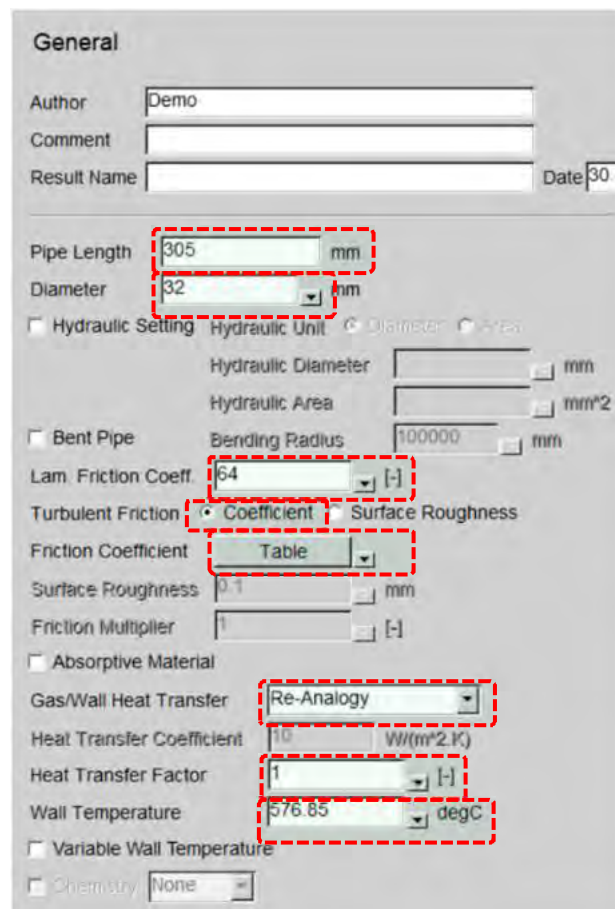 General
Author Demo
Comment
Result Name Date 30.
Pipe Length 305 mm
Diameter 32 mm
Hydraulic Setting Hydraulic Unit Diameter Area
Hydraulic Diameter mm
Hydraulic Area mm^2
Bent Pipe Bending Radius 100000 mm
Lam. Friction Coeff. 64 [-]
Turbulent Friction Coefficient Surface Roughness
Friction Coefficient Table
Surface Roughness 0.1 mm
Friction Multiplier 1 [-]
Absorptive Material
Gas/Wall Heat Transfer Re-Analogy
Heat Transfer Coefficient 10 W/(m^2.K)
Heat Transfer Factor 1 [-]
Wall Temperature 576.85 degC
Variable Wall Temperature
Chemistry None